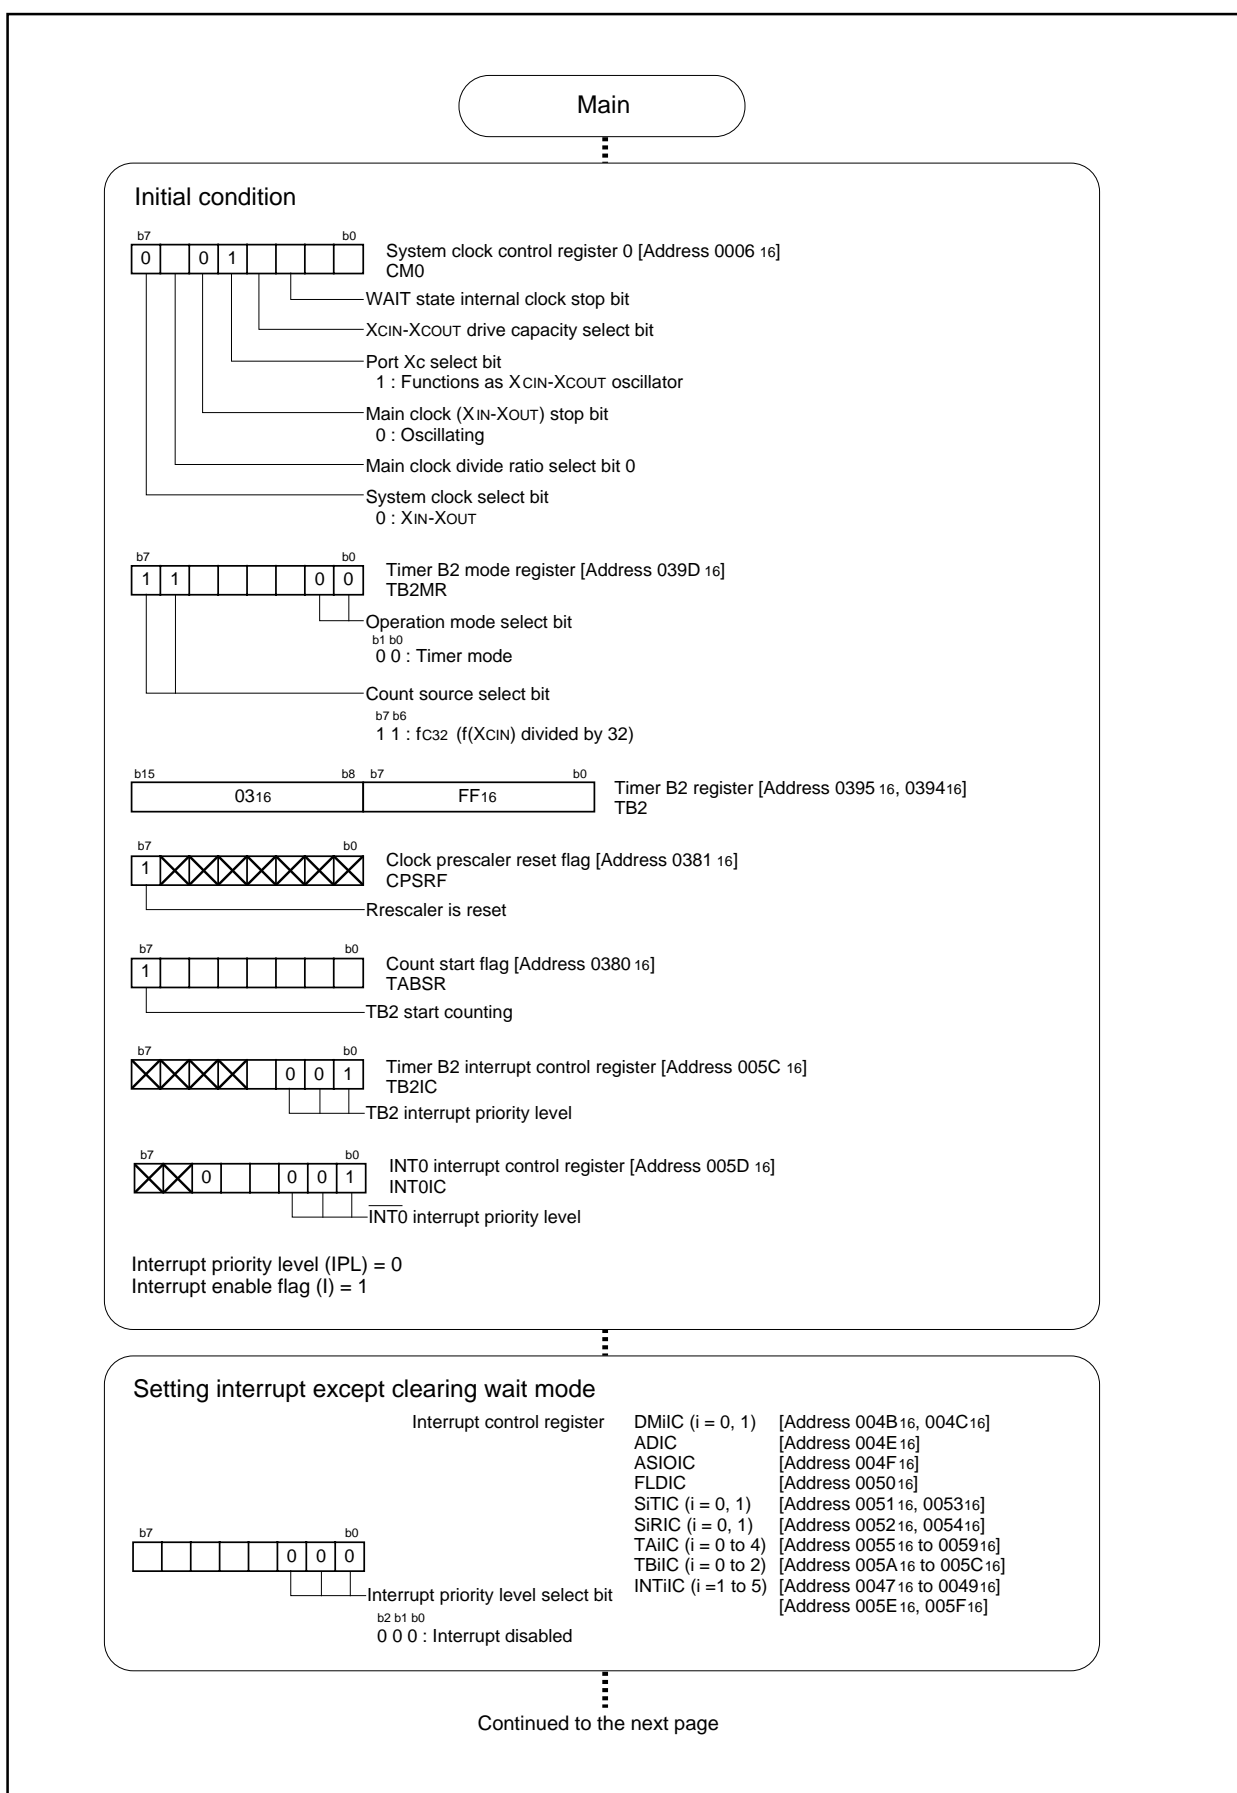 Main
Initial condition
b7 b0
0 0 1 System clock control register 0 [Address 0006 16]
CM0
WAIT state internal clock stop bit
XCIN-XCOUT drive capacity select bit
Port Xc select bit
1 : Functions as XCIN-XCOUT oscillator
Main clock (XIN-XOUT) stop bit
0 : Oscillating
Main clock divide ratio select bit 0
System clock select bit
0 : XIN-XOUT
b7 b0
1 1 0 0 Timer B2 mode register [Address 039D 16]
TB2MR
Operation mode select bit
b1 b0
0 0 : Timer mode
Count source select bit
b7 b6
1 1 : fC32 (f(XCIN) divided by 32)
b15 b8 b7 b0
0316 FF16 Timer B2 register [Address 0395 16, 039416]
TB2
b7 b0
1 Clock prescaler reset flag [Address 0381 16]
CPSRF
Rrescaler is reset
b7 b0
1 Count start flag [Address 0380 16]
TABSR
TB2 start counting
b7 b0
0 0 1 Timer B2 interrupt control register [Address 005C 16]
TB2IC
TB2 interrupt priority level
b7 b0
0 0 0 1 INT0 interrupt control register [Address 005D 16]
INT0IC
INT0 interrupt priority level
Interrupt priority level (IPL) = 0
Interrupt enable flag (I) = 1
Setting interrupt except clearing wait mode
Interrupt control register DMiIC (i = 0, 1) [Address 004B16, 004C16]
ADIC [Address 004E16]
ASIOIC [Address 004F16]
FLDIC [Address 005016]
SiTIC (i = 0, 1) [Address 005116, 005316]
SiRIC (i = 0, 1) [Address 005216, 005416]
TAiIC (i = 0 to 4) [Address 005516 to 005916]
TBiIC (i = 0 to 2) [Address 005A16 to 005C16]
INTiIC (i =1 to 5) [Address 004716 to 004916]
[Address 005E16, 005F16]
b7 b0
0 0 0
Interrupt priority level select bit
b2 b1 b0
0 0 0 : Interrupt disabled
Continued to the next page